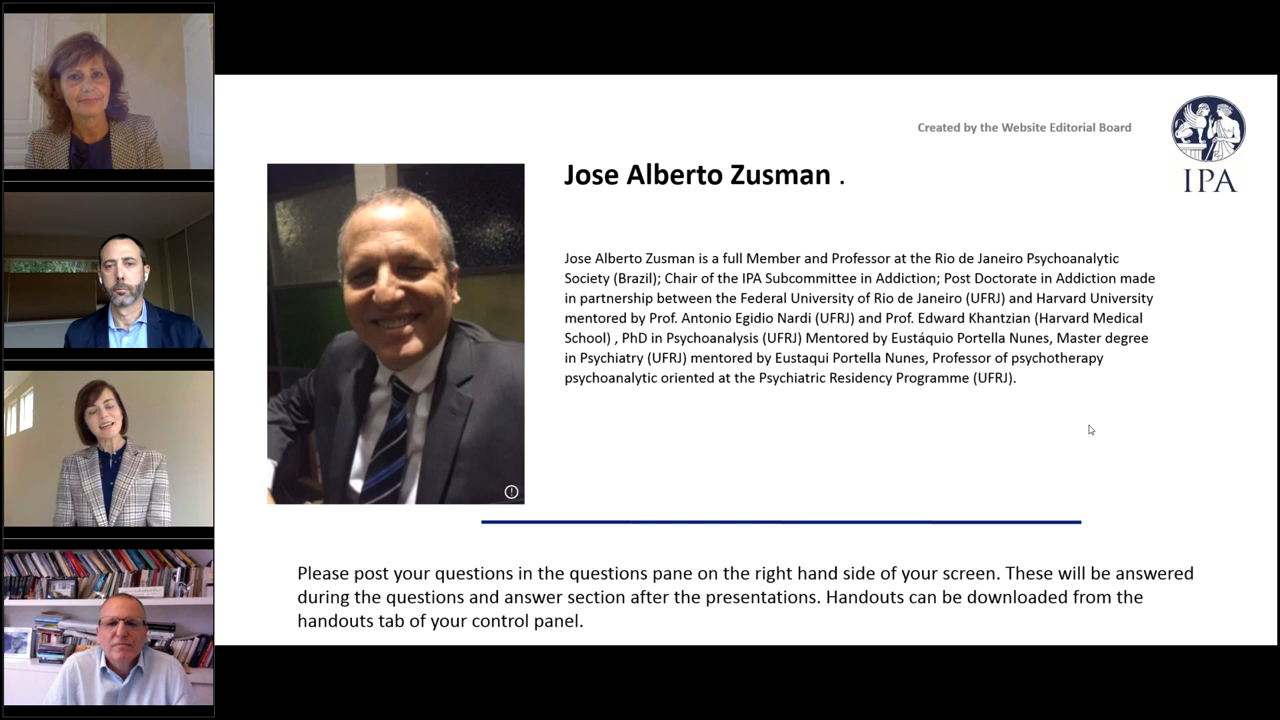 Created by the Website Editorial Board
IPA
Jose Alberto Zusman .
Jose Alberto Zusman is a full Member and Professor at the Rio de Janeiro Psychoanalytic
Society (Brazil); Chair of the IPA Subcommittee in Addiction; Post Doctorate in Addiction made
in partnership between the Federal University of Rio de Janeiro (UFRJ) and Harvard University
mentored by Prof. Antonio Egidio Nardi (UFRJ) and Prof. Edward Khantzian (Harvard Medical
School) , PhD in Psychoanalysis (UFRJ) Mentored by Eustáquio Portella Nunes, Master degree
in Psychiatry (UFRJ) mentored by Eustaqui Portella Nunes, Professor of psychotherapy
psychoanalytic oriented at the Psychiatric Residency Programme (UFRJ).
Please post your questions in the questions pane on the right hand side of your screen. These will be answered
during the questions and answer section after the presentations. Handouts can be downloaded from the
handouts tab of your control panel.